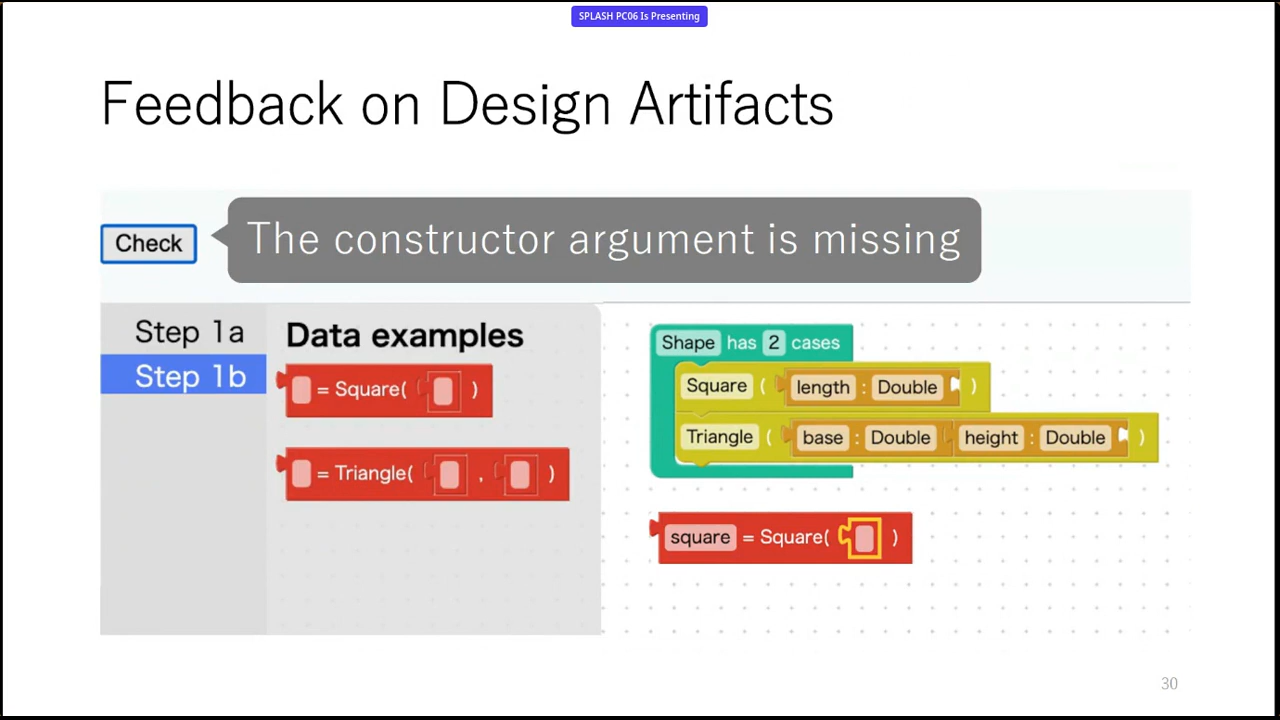 SPLASH PC06 Is Presenting
Feedback on Design Artifacts
Check
The constructor argument is missing
Step 1a
Step 1b
Data examples
= Square( )
= Triangle( , )
Shape has 2 cases
Square ( length : Double )
Triangle ( base : Double height : Double )
square = Square( )
30